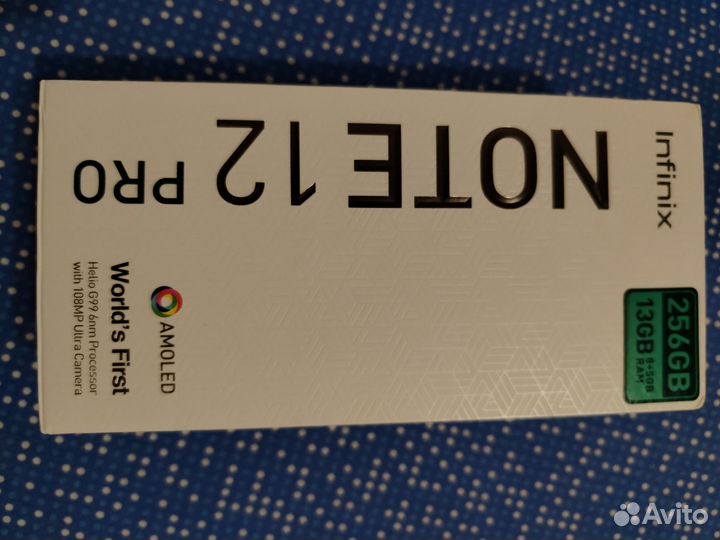 Infinix
256GB
13GB 8+5GB
RAM
NOTE 12
PRO
AMOLED
World's First
Helio G99 6nm Processor
with 108MP Ultra Camera
Avito